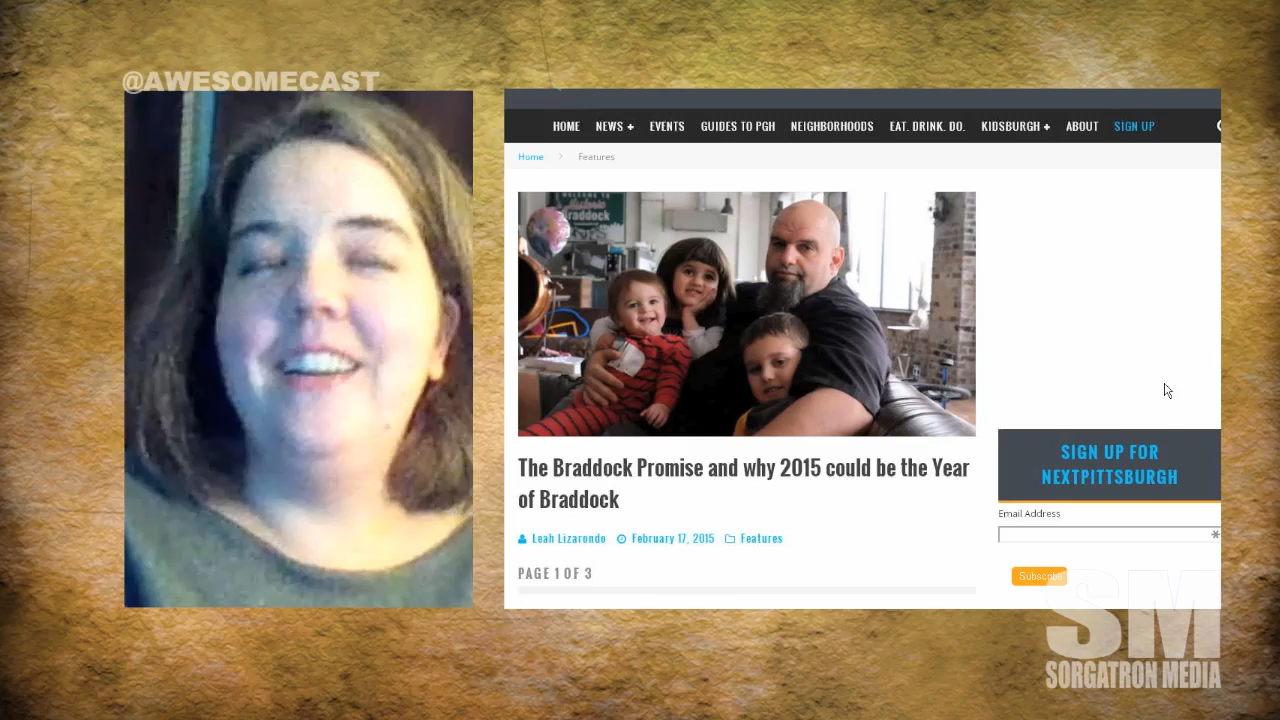 @AWESOMECAST
HOME NEWS + EVENTS GUIDES TO PGH NEIGHBORHOODS EAT. DRINK. DO. KIDSBURGH + ABOUT SIGN UP
Home > Features
Historic
Braddock
The Braddock Promise and why 2015 could be the Year
of Braddock
Leah Lizarondo February 17, 2015 Features
PAGE 1 OF 3
SIGN UP FOR
NEXTPITTSBURGH
Email Address
*
Subscribe
SM
SORGATRON MEDIA